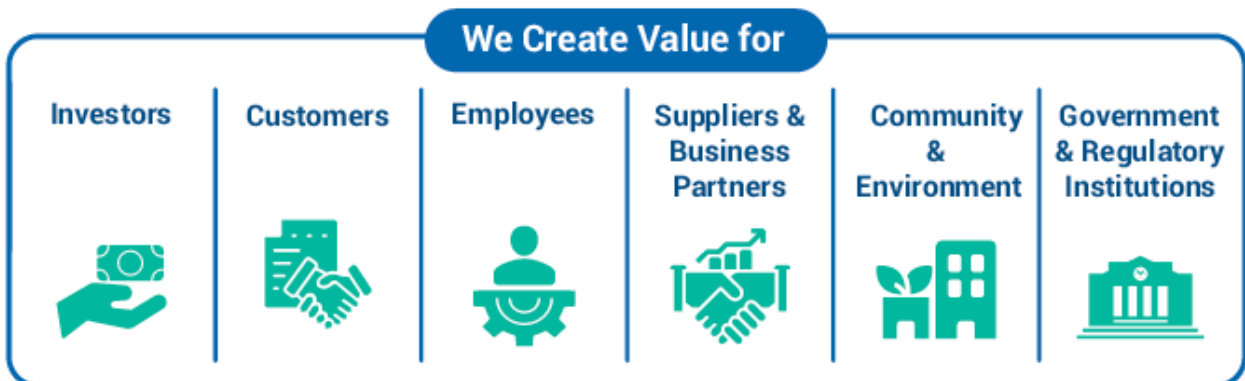 We Create Value for
Investors
Customers
Employees
Suppliers &
Business
Partners
Community
&
Environment
Government
& Regulatory
Institutions